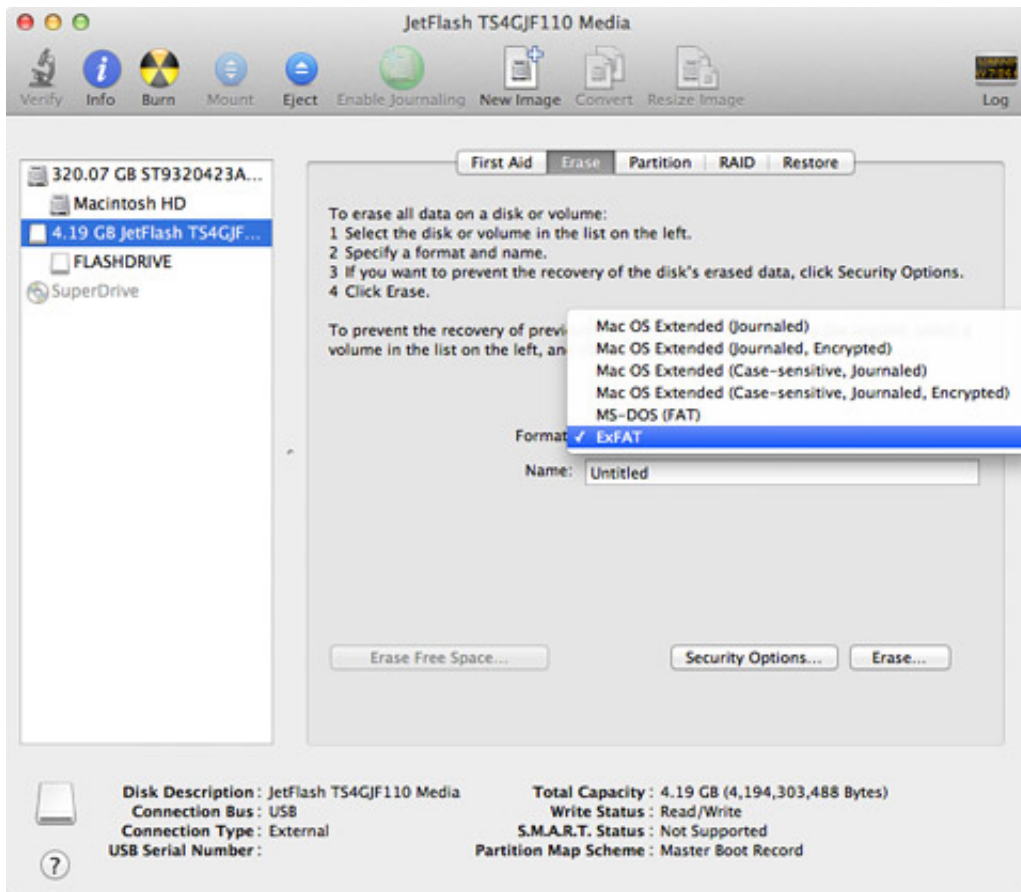 JetFlash TS4GJF110 Media
Verify Info Burn Mount Eject Enable Journaling New Image Convert Resize Image Log
320.07 GB ST9320423A...
Macintosh HD
4.19 GB JetFlash TS4GJF...
FLASHDRIVE
SuperDrive
First Aid Erase Partition RAID Restore
To erase all data on a disk or volume:
1 Select the disk or volume in the list on the left.
2 Specify a format and name.
3 If you want to prevent the recovery of the disk's erased data, click Security Options.
4 Click Erase.
To prevent the recovery of previ
volume in the list on the left, an
Mac OS Extended (Journaled)
Mac OS Extended (Journaled, Encrypted)
Mac OS Extended (Case-sensitive, Journaled)
Mac OS Extended (Case-sensitive, Journaled, Encrypted)
MS-DOS (FAT)
Format ✓ ExFAT
Name: Untitled
Erase Free Space... Security Options... Erase...
Disk Description : JetFlash TS4GJF110 Media
Connection Bus : USB
Connection Type : External
USB Serial Number :
Total Capacity : 4.19 GB (4,194,303,488 Bytes)
Write Status : Read/Write
S.M.A.R.T. Status : Not Supported
Partition Map Scheme : Master Boot Record
?